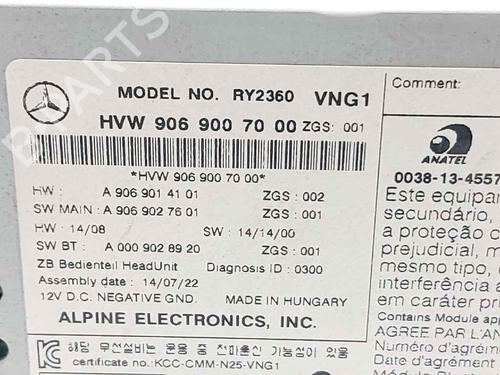 MODEL NO. RY2360 VNG1
HVW 906 900 70 00 ZGS: 001
*HVW 906 900 70 00*
HW : A 906 901 41 01 ZGS : 002
SW MAIN : A 906 902 76 01 ZGS : 001
HW : 14/08 SW : 14/14/00
SW BT : A 000 902 89 20 ZGS : 001
ZB Bedienteil HeadUnit Diagnosis ID : 0300
Assembly date : 14/07/22
12V D.C. NEGATIVE GND. MADE IN HUNGARY
ALPINE ELECTRONICS, INC.
해당 무선설비는 운용 중 전파혼신 가능성이 있음
certificate : KCC-CMM-N25-VNG1
Comment:
ANATEL
0038-13-4557
Este equipam
secundário,
a proteção c
prejudicial, m
mesmo tipo,
interferência a
em caráter pri
Contains Module app
AGREE PAR L'AN
Numéro d'agrém
Date d'agrément
B PARTS